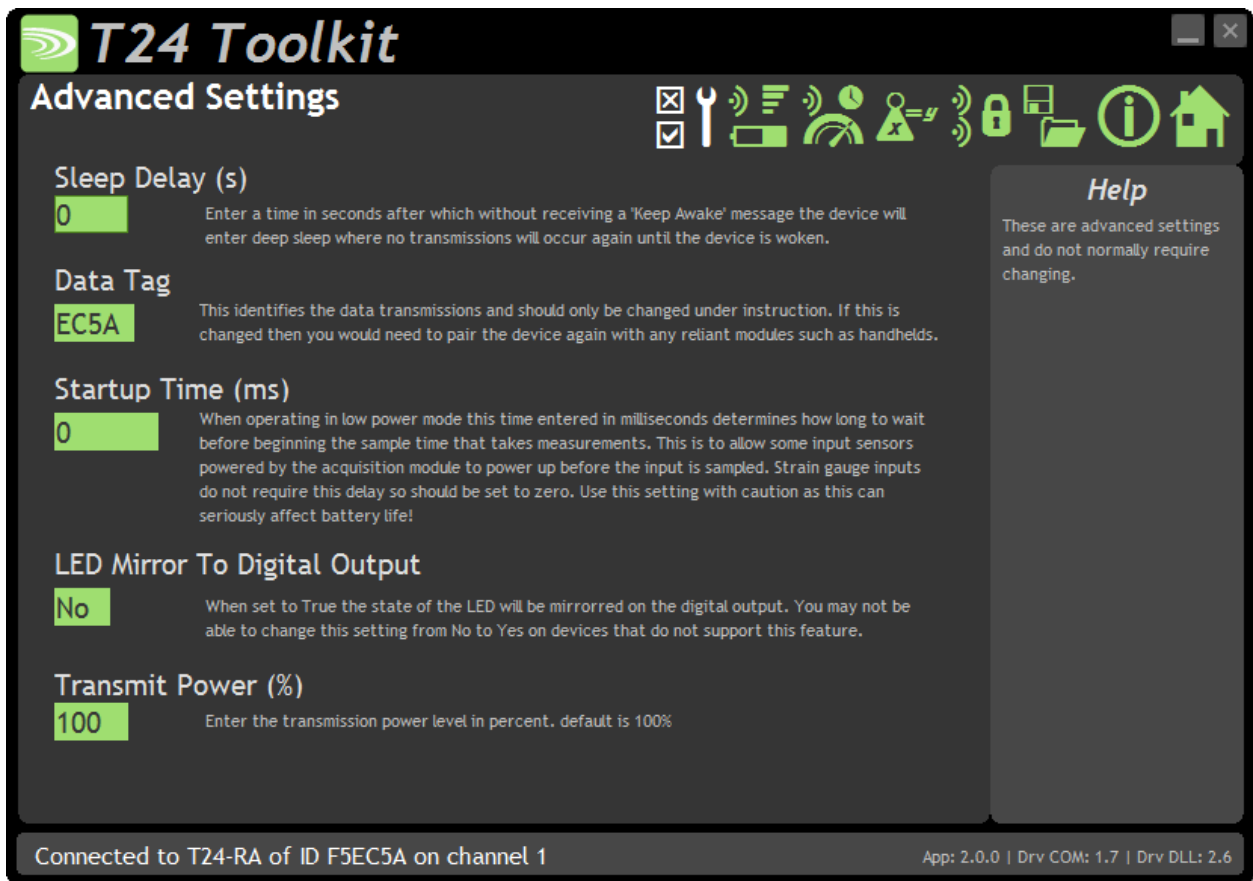 T24 Toolkit
Advanced Settings
x=y
Sleep Delay (s)
0
Enter a time in seconds after which without receiving a 'Keep Awake' message the device will
enter deep sleep where no transmissions will occur again until the device is woken.
Data Tag
EC5A
This identifies the data transmissions and should only be changed under instruction. If this is
changed then you would need to pair the device again with any reliant modules such as handhelds.
Startup Time (ms)
0
When operating in low power mode this time entered in milliseconds determines how long to wait
before beginning the sample time that takes measurements. This is to allow some input sensors
powered by the acquisition module to power up before the input is sampled. Strain gauge inputs
do not require this delay so should be set to zero. Use this setting with caution as this can
seriously affect battery life!
LED Mirror To Digital Output
No
When set to True the state of the LED will be mirrorred on the digital output. You may not be
able to change this setting from No to Yes on devices that do not support this feature.
Transmit Power (%)
100
Enter the transmission power level in percent. default is 100%
Help
These are advanced settings
and do not normally require
changing.
Connected to T24-RA of ID F5EC5A on channel 1
App: 2.0.0 | Drv COM: 1.7 | Drv DLL: 2.6